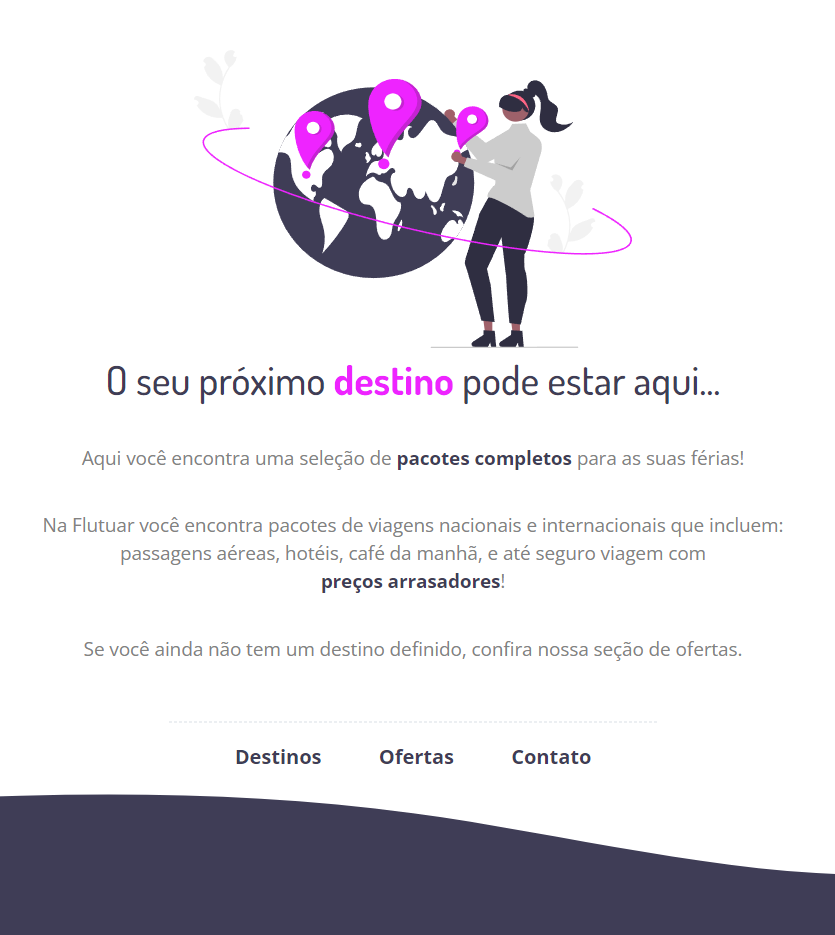 O seu próximo destino pode estar aqui...
Aqui você encontra uma seleção de pacotes completos para as suas férias!
Na Flutuar você encontra pacotes de viagens nacionais e internacionais que incluem:
passagens aéreas, hotéis, café da manhã, e até seguro viagem com
preços arrasadores!
Se você ainda não tem um destino definido, confira nossa seção de ofertas.
Destinos Ofertas Contato